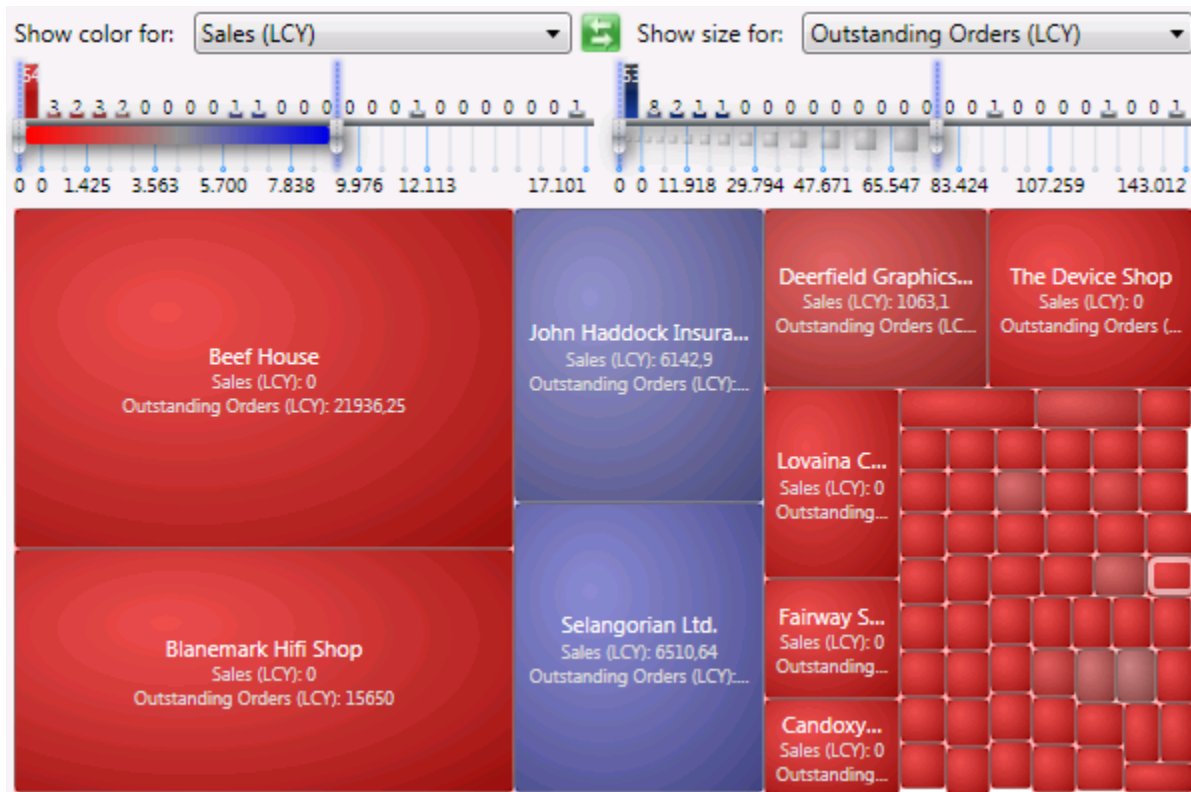 Show color for: Sales (LCY) Show size for: Outstanding Orders (LCY)
54 3 2 3 2 0 0 0 0 1 1 0 0 0 0 0 0 1 0 0 0 0 0 1
8 2 1 1 0 0 0 0 0 0 0 0 0 0 0 1 0 0 0 1 0 0 1
0 0 1.425 3.563 5.700 7.838 9.976 12.113 17.101
0 0 11.918 29.794 47.671 65.547 83.424 107.259 143.012
Beef House
Sales (LCY): 0
Outstanding Orders (LCY): 21936,25
Blanemark Hifi Shop
Sales (LCY): 0
Outstanding Orders (LCY): 15650
John Haddock Insura...
Sales (LCY): 6142,9
Outstanding Orders (LCY):...
Selangorian Ltd.
Sales (LCY): 6510,64
Outstanding Orders (LCY):...
Deerfield Graphics...
Sales (LCY): 1063,1
Outstanding Orders (LC...
The Device Shop
Sales (LCY): 0
Outstanding Orders (...
Lovaina C...
Sales (LCY): 0
Outstanding...
Fairway S...
Sales (LCY): 0
Outstanding...
Candoxy...
Sales (LCY): 0
Outstanding...